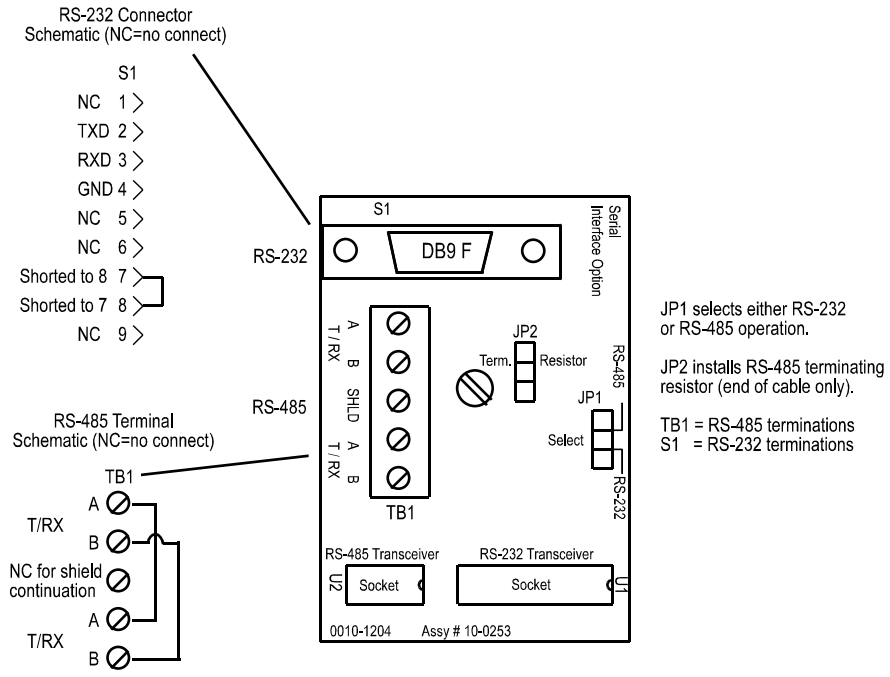 RS-232 Connector
Schematic (NC=no connect)
S1
NC 1
TXD 2
RXD 3
GND 4
NC 5
NC 6
Shorted to 8 7
Shorted to 7 8
NC 9
RS-485 Terminal
Schematic (NC=no connect)
TB1
A
T/RX
B
NC for shield
continuation
A
T/RX
B
RS-232
RS-485
S1
DB9 F
Serial
Interface Option
A
T / RX
B
SHLD
A
T / RX
B
TB1
JP2
Term. Resistor
JP1
RS-485
Select
RS-232
RS-485 Transceiver
U2
Socket
RS-232 Transceiver
Socket
U1
0010-1204 Assy # 10-0253
JP1 selects either RS-232
or RS-485 operation.
JP2 installs RS-485 terminating
resistor (end of cable only).
TB1 = RS-485 terminations
S1 = RS-232 terminations